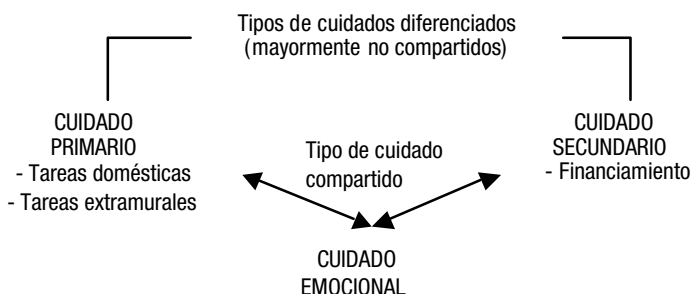 Tipos de cuidados diferenciados
(mayormente no compartidos)
CUIDADO
PRIMARIO
- Tareas domésticas
- Tareas extramurales
Tipo de cuidado
compartido
CUIDADO
SECUNDARIO
- Financiamiento
CUIDADO
EMOCIONAL